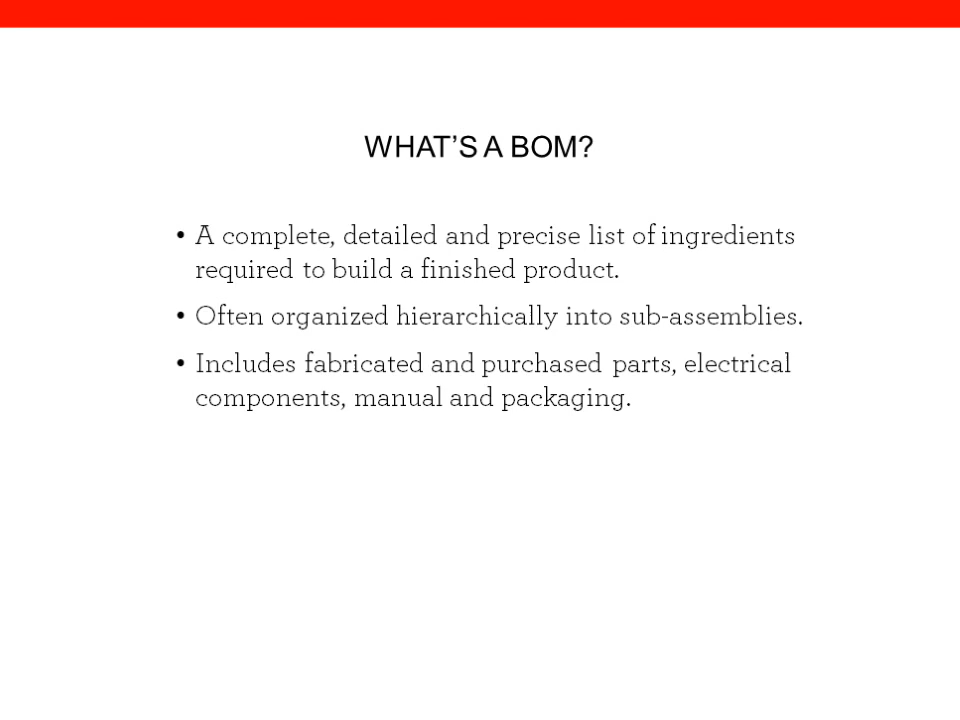 WHAT’S A BOM?
• A complete, detailed and precise list of ingredients
required to build a finished product.
• Often organized hierarchically into sub-assemblies.
• Includes fabricated and purchased parts, electrical
components, manual and packaging.